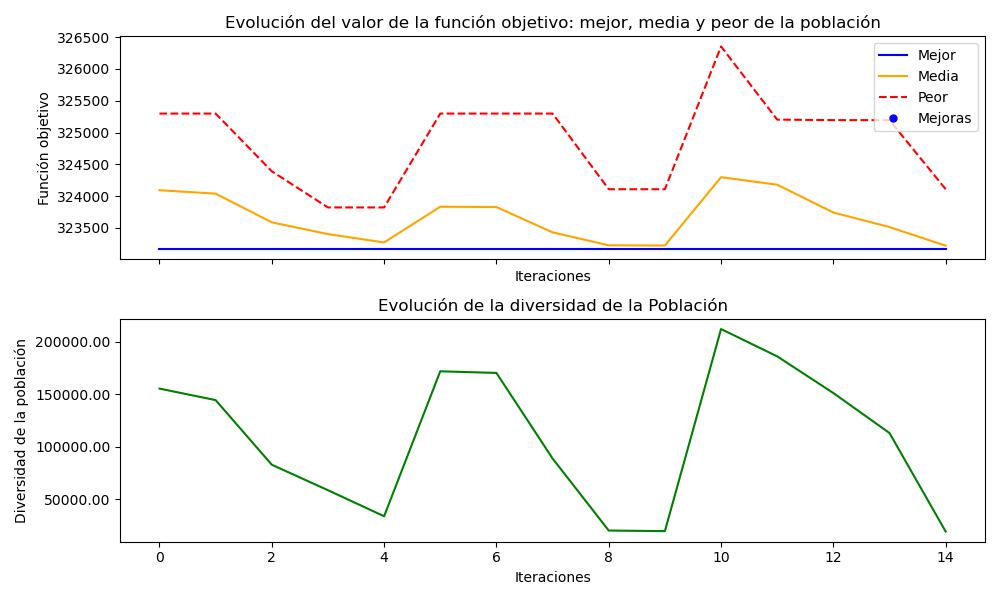 Evolución del valor de la función objetivo: mejor, media y peor de la población
326500
326000
325500
325000
324500
324000
323500
Función objetivo
Mejor
Media
Peor
Mejoras
Iteraciones
Evolución de la diversidad de la Población
200000.00
150000.00
100000.00
50000.00
Diversidad de la población
0 2 4 6 8 10 12 14
Iteraciones